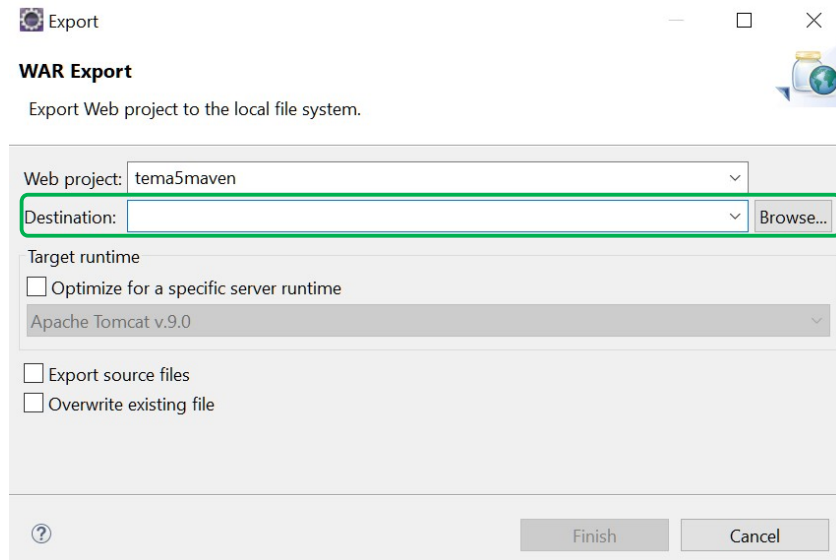 Export
WAR Export
Export Web project to the local file system.
Web project: tema5maven
Destination: Browse...
Target runtime
Optimize for a specific server runtime
Apache Tomcat v.9.0
Export source files
Overwrite existing file
? Finish Cancel